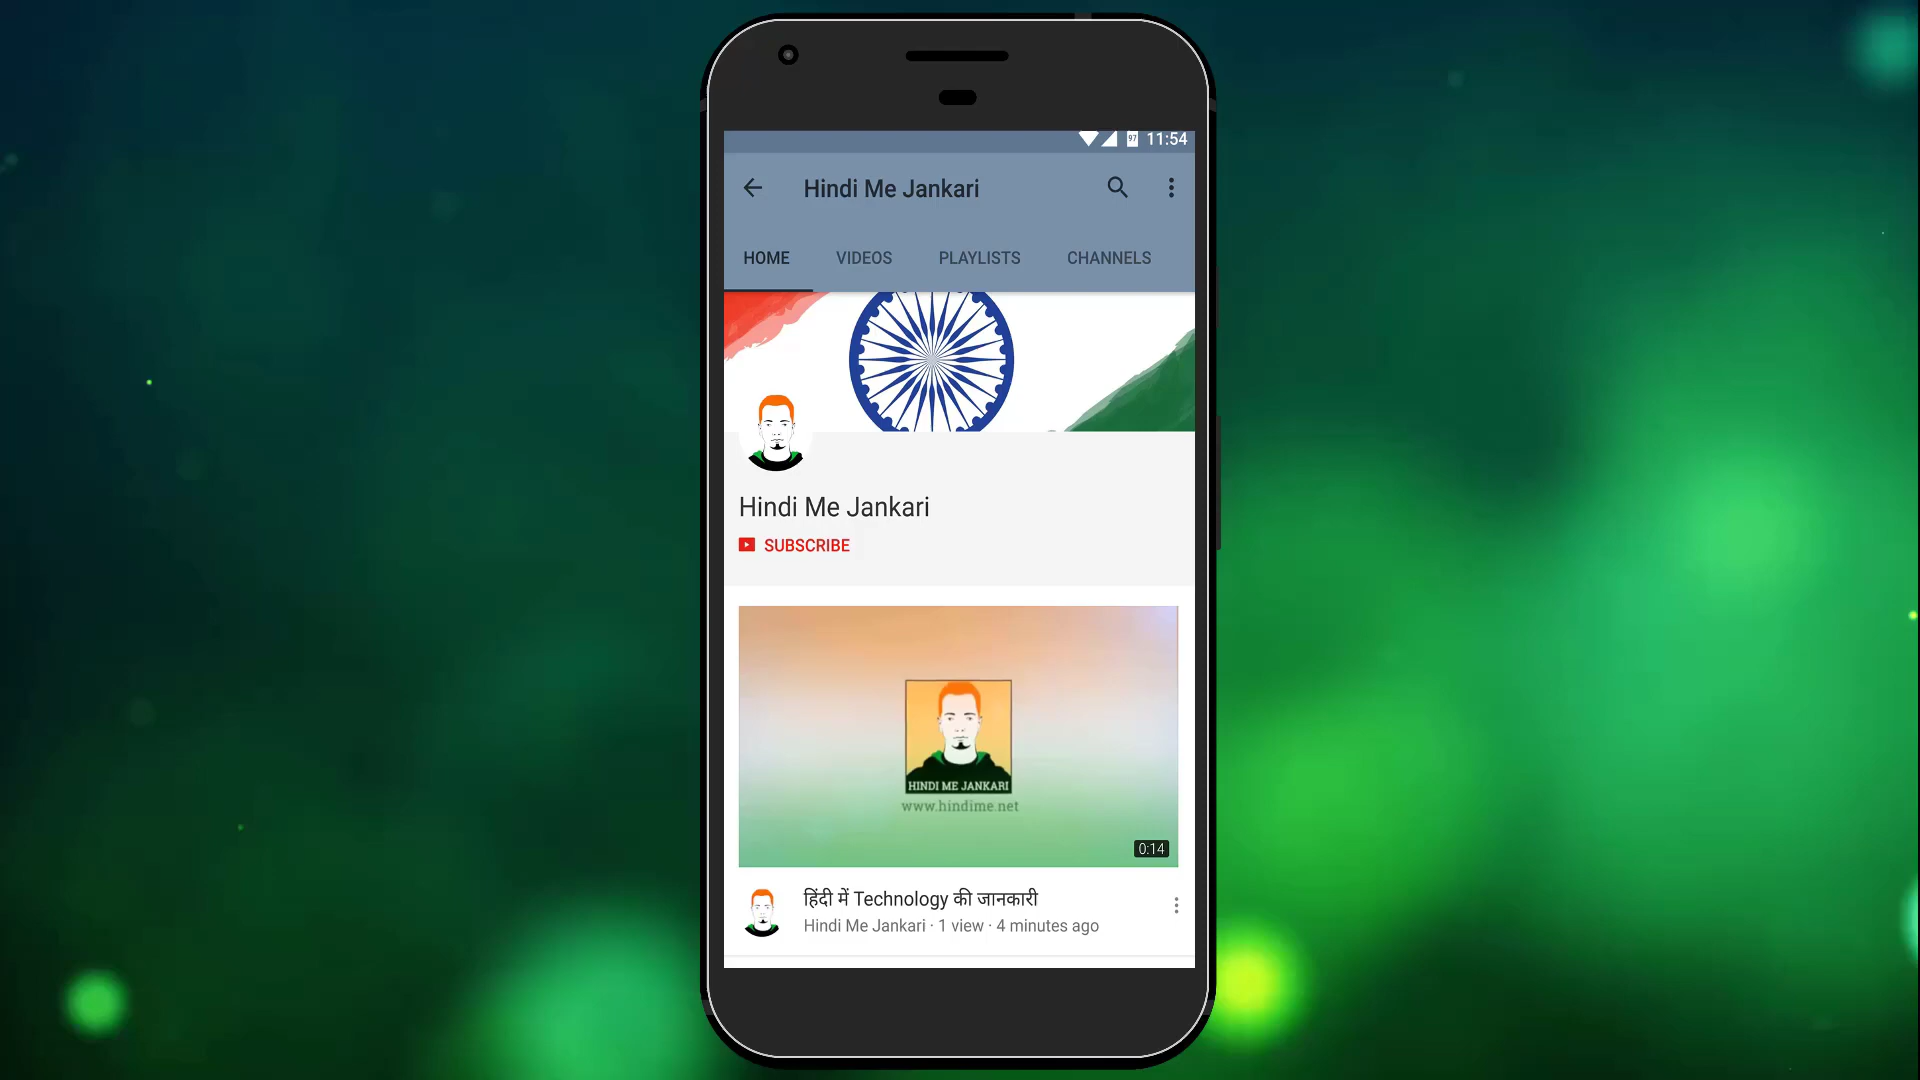 97 11:54
Hindi Me Jankari
HOME VIDEOS PLAYLISTS CHANNELS
Hindi Me Jankari
SUBSCRIBE
HINDI ME JANKARI
www.hindime.net
0:14
हिंदी में Technology की जानकारी
Hindi Me Jankari · 1 view · 4 minutes ago